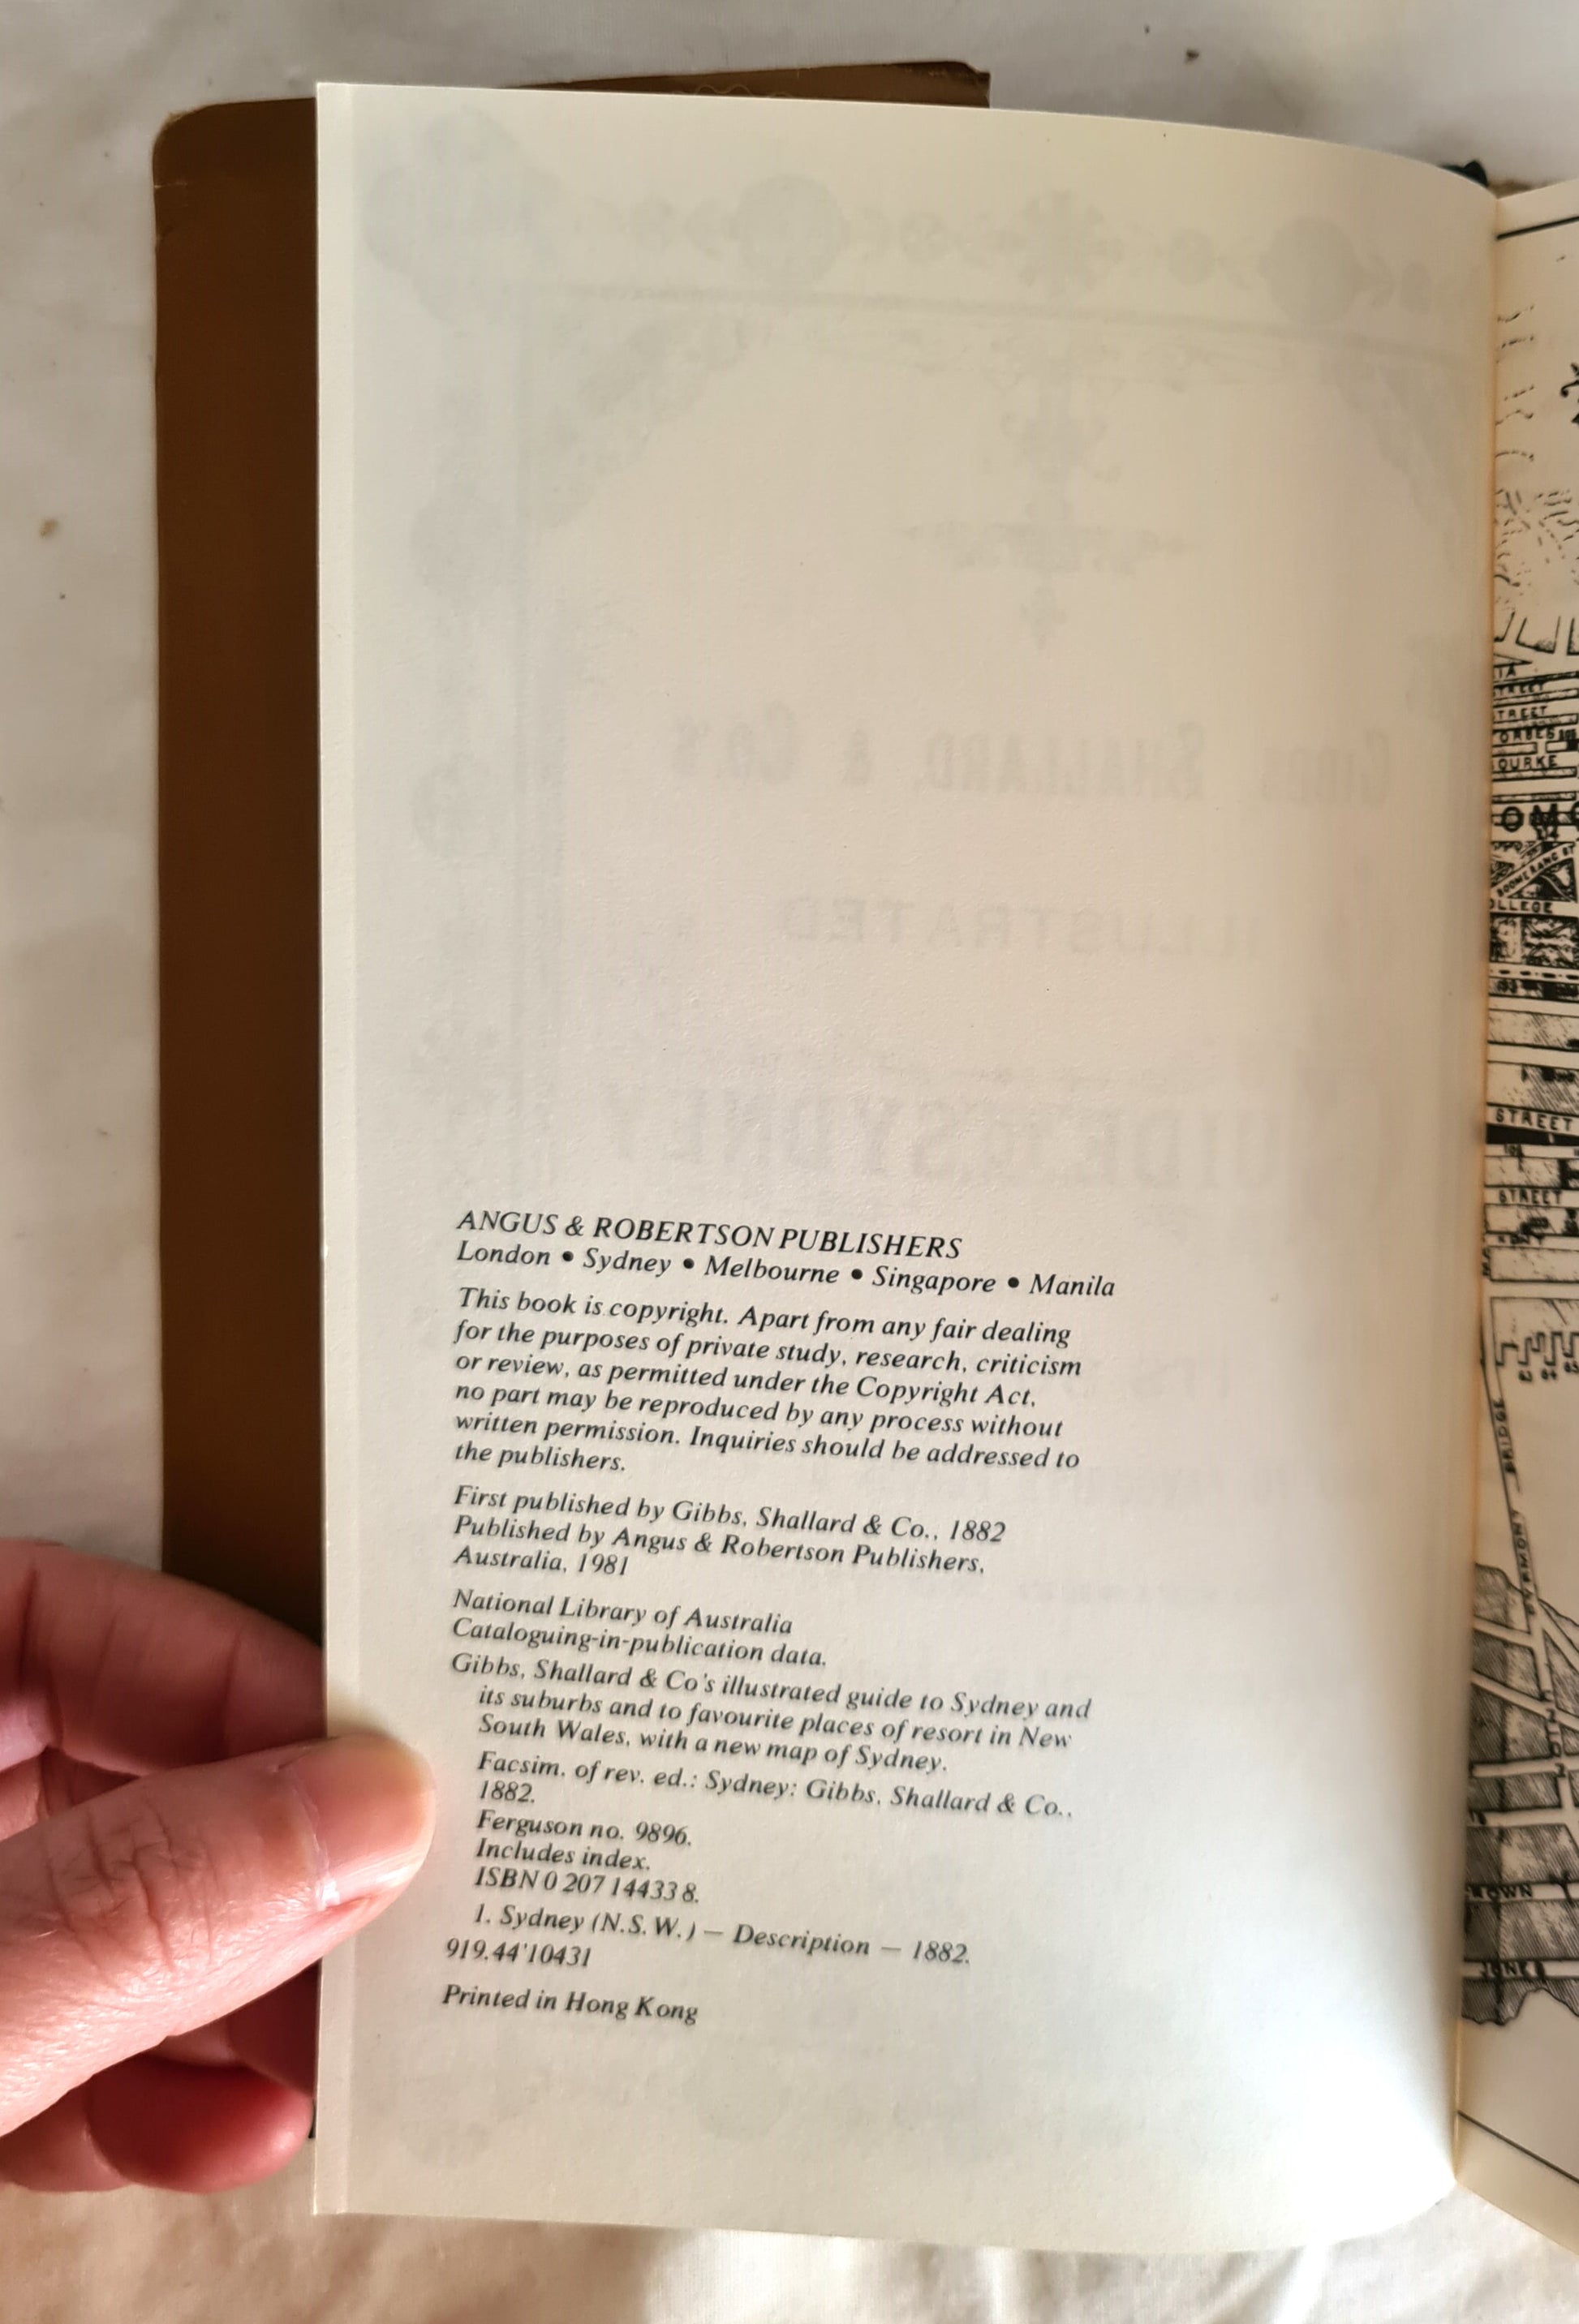 ANGUS & ROBERTSON PUBLISHERS
London • Sydney • Melbourne • Singapore • Manila
This book is copyright. Apart from any fair dealing
for the purposes of private study, research, criticism
or review, as permitted under the Copyright Act,
no part may be reproduced by any process without
written permission. Inquiries should be addressed to
the publishers.
First published by Gibbs, Shallard & Co., 1882
Published by Angus & Robertson Publishers,
Australia, 1981
National Library of Australia
Cataloguing-in-publication data.
Gibbs, Shallard & Co's illustrated guide to Sydney and
its suburbs and to favourite places of resort in New
South Wales, with a new map of Sydney.
Facsim. of rev. ed.: Sydney: Gibbs, Shallard & Co.,
1882.
Ferguson no. 9896.
Includes index.
ISBN 0 207 14433 8.
1. Sydney (N.S.W.) — Description — 1882.
919.44'10431
Printed in Hong Kong
STREET
STREET
BOOMERANG ST
STREET
STREET